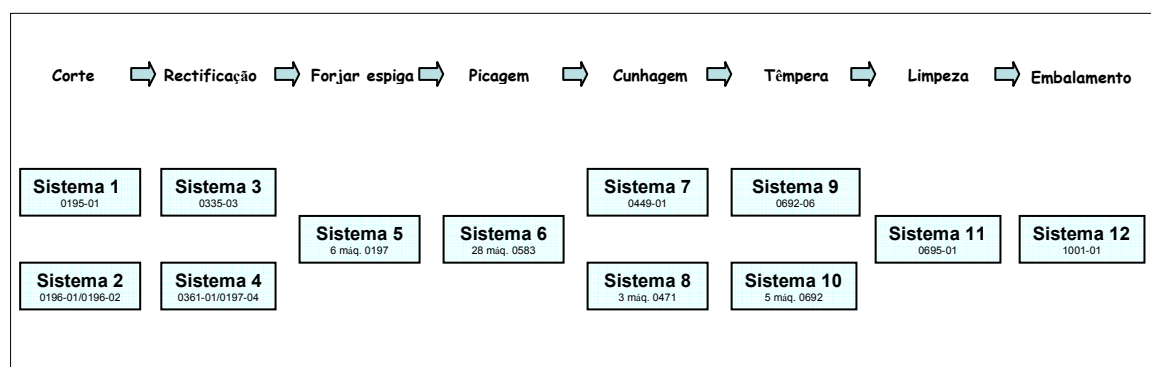 Corte
Rectificação
Forjar espiga
Picagem
Cunhagem
Têmpera
Limpeza
Embalamento
Sistema 1
0195-01
Sistema 3
0335-03
Sistema 7
0449-01
Sistema 9
0692-06
Sistema 5
6 máq. 0197
Sistema 6
28 máq. 0583
Sistema 11
0695-01
Sistema 12
1001-01
Sistema 2
0196-01/0196-02
Sistema 4
0361-01/0197-04
Sistema 8
3 máq. 0471
Sistema 10
5 máq. 0692